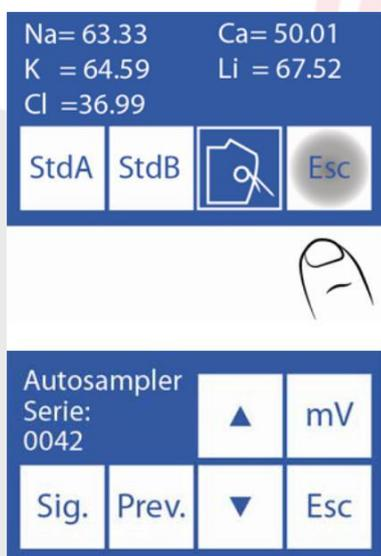 Na= 63.33 Ca= 50.01
K = 64.59 Li = 67.52
Cl =36.99
StdA StdB Esc
Autosampler
Serie:
0042
▲ mV
Sig. Prev. ▼ Esc